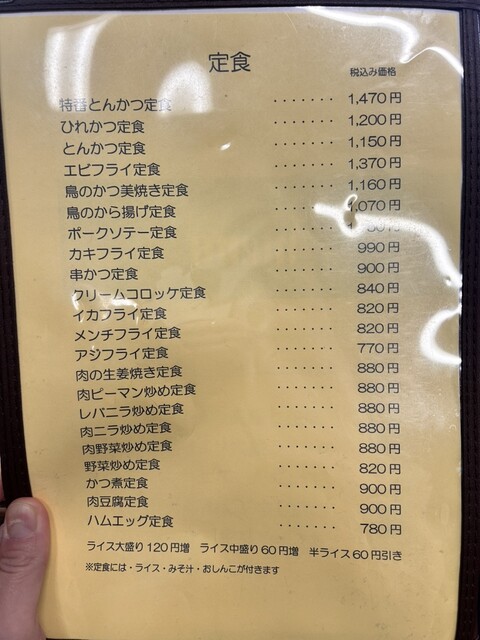 定食
税込み価格
とんかつ定食 ・・・・・・・ 1,470円
ひれかつ定食 ・・・・・・・ 1,200円
とんかつ定食 ・・・・・・・ 1,150円
エビフライ定食 ・・・・・・・ 1,370円
鳥のかつ美焼き定食 ・・・・・・・ 1,160円
鳥のから揚げ定食 ・・・・・・・ 1,070円
ポークソテー定食 ・・・・・・・ 円
カキフライ定食 ・・・・・・・ 990円
串かつ定食 ・・・・・・・ 900円
クリームコロッケ定食 ・・・・・・・ 840円
イカフライ定食 ・・・・・・・ 820円
メンチフライ定食 ・・・・・・・ 820円
アジフライ定食 ・・・・・・・ 770円
肉の生姜焼き定食 ・・・・・・・ 880円
肉ピーマン炒め定食 ・・・・・・・ 880円
レバニラ炒め定食 ・・・・・・・ 880円
肉ニラ炒め定食 ・・・・・・・ 880円
肉野菜炒め定食 ・・・・・・・ 880円
野菜炒め定食 ・・・・・・・ 820円
かつ煮定食 ・・・・・・・ 900円
肉豆腐定食 ・・・・・・・ 900円
ハムエッグ定食 ・・・・・・・ 780円
ライス大盛り120円増 ライス中盛り60円増 半ライス60円引き
※定食には・ライス・みそ汁・おしんこが付きます